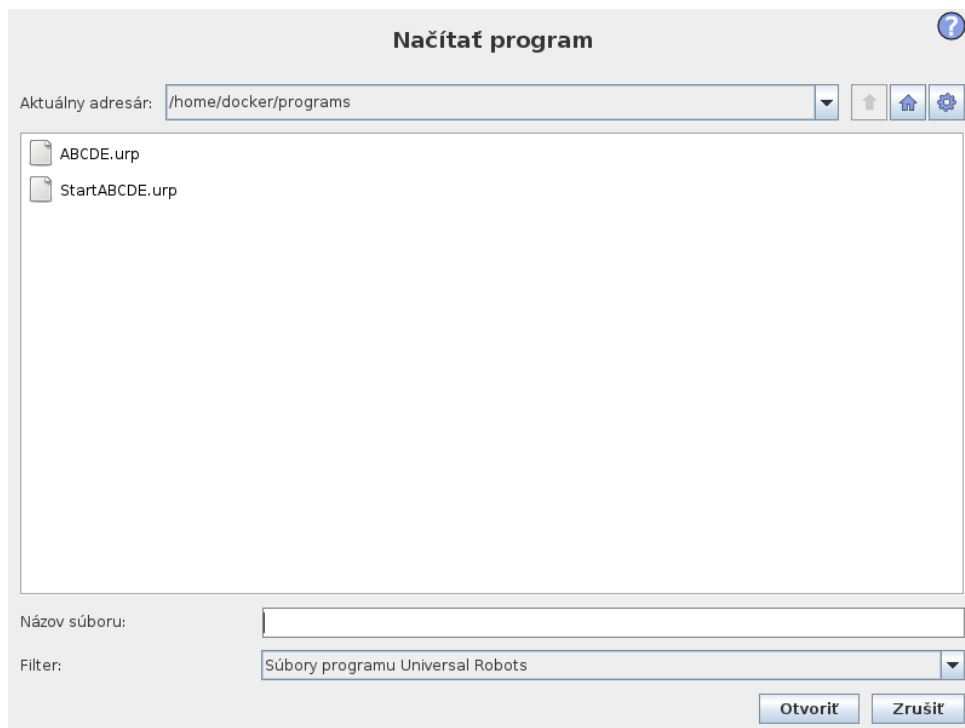 Načítať program
?
Aktuálny adresár: /home/docker/programs
ABCDE.urp
StartABCDE.urp
Názov súboru:
Filter: Súbory programu Universal Robots
Otvoriť Zrušiť